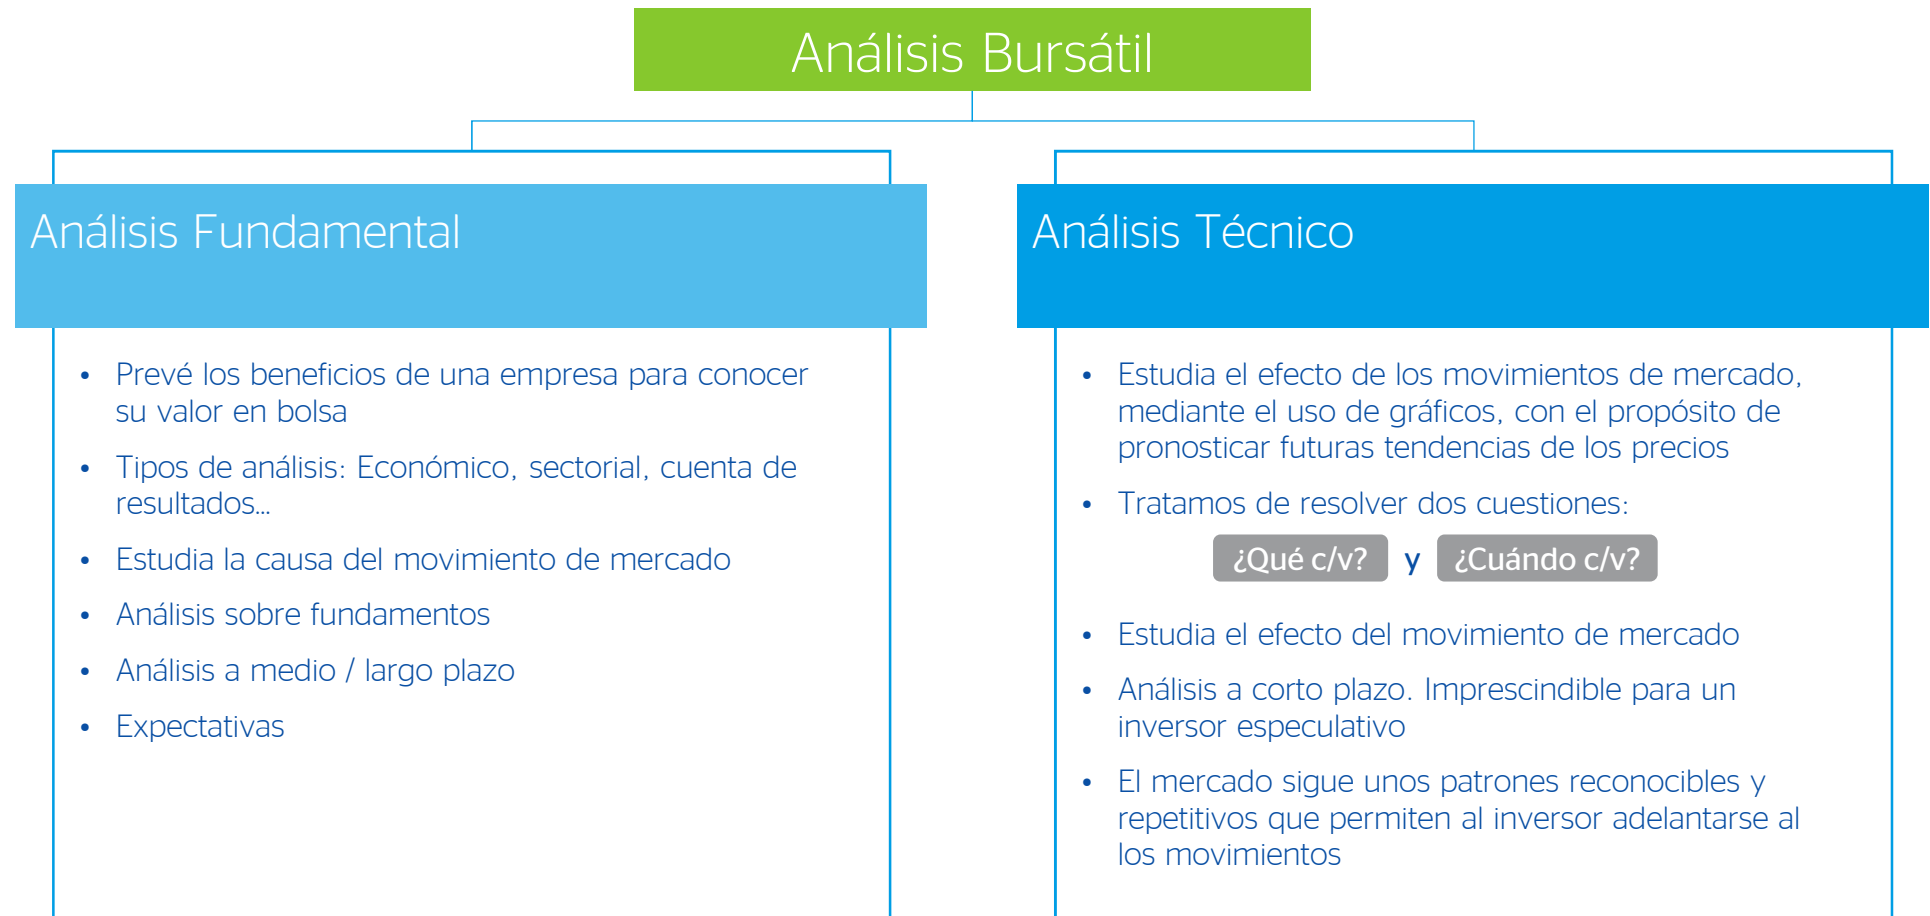 Análisis Bursátil
Análisis Fundamental
• Prevé los beneficios de una empresa para conocer
su valor en bolsa
• Tipos de análisis: Económico, sectorial, cuenta de
resultados...
• Estudia la causa del movimiento de mercado
• Análisis sobre fundamentos
• Análisis a medio / largo plazo
• Expectativas
Análisis Técnico
• Estudia el efecto de los movimientos de mercado,
mediante el uso de gráficos, con el propósito de
pronosticar futuras tendencias de los precios
• Tratamos de resolver dos cuestiones:
¿Qué c/v? y ¿Cuándo c/v?
• Estudia el efecto del movimiento de mercado
• Análisis a corto plazo. Imprescindible para un
inversor especulativo
• El mercado sigue unos patrones reconocibles y
repetitivos que permiten al inversor adelantarse al
los movimientos